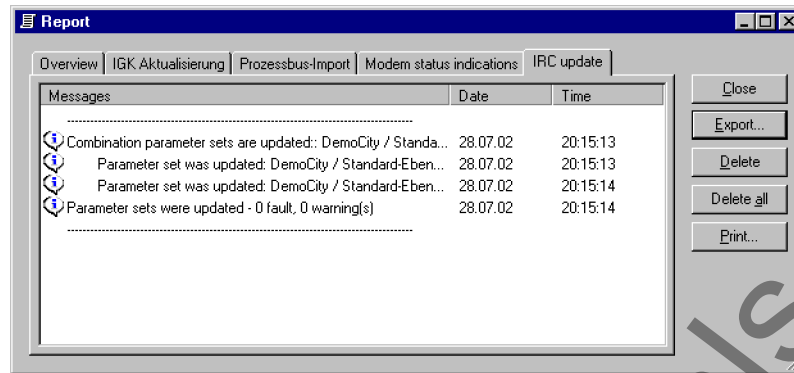 Report
Overview IGK Aktualisierung Prozessbus-Import Modem status indications IRC update
Messages Date Time
Combination parameter sets are updated:: DemoCity / Standa... 28.07.02 20:15:13
Parameter set was updated: DemoCity / Standard-Eben... 28.07.02 20:15:13
Parameter set was updated: DemoCity / Standard-Eben... 28.07.02 20:15:14
Parameter sets were updated - 0 fault, 0 warning(s) 28.07.02 20:15:14
Close
Export...
Delete
Delete all
Print...